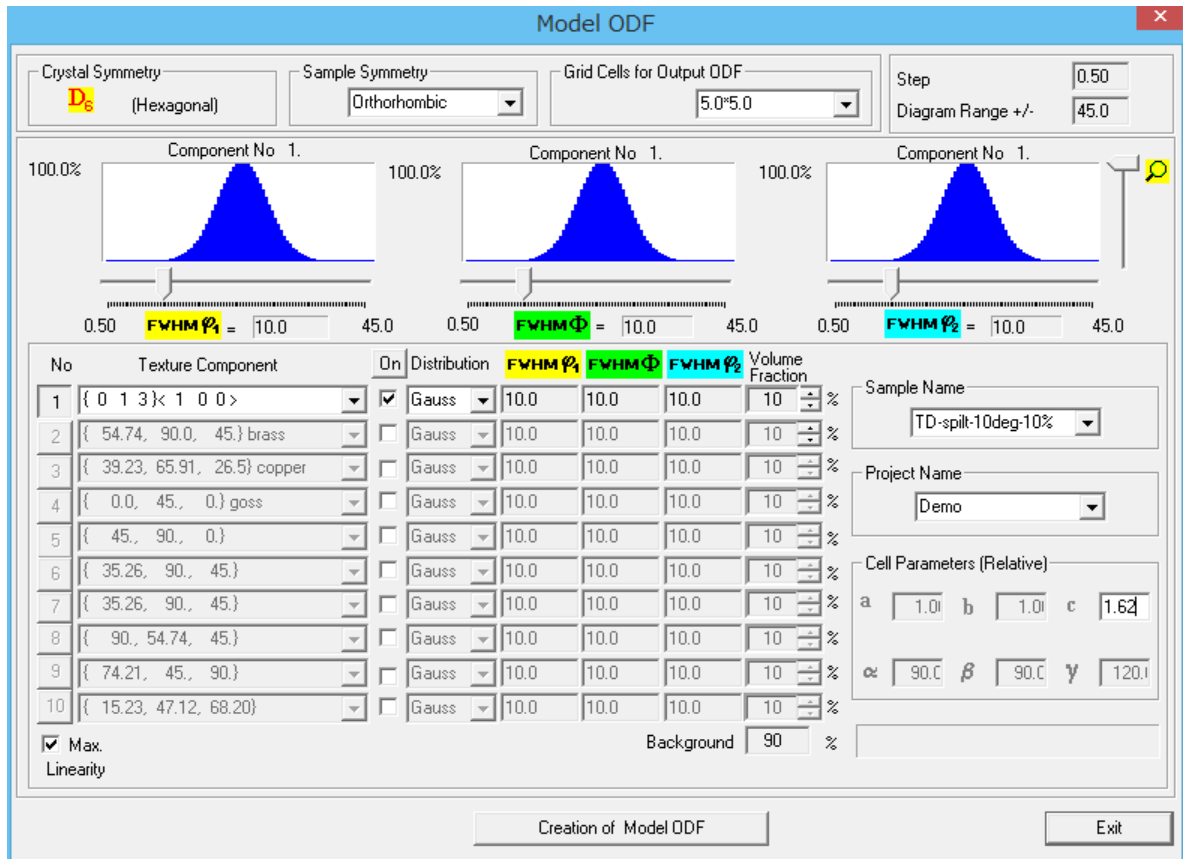 Model ODF
Crystal Symmetry
D6 (Hexagonal)
Sample Symmetry
Orthorhombic
Grid Cells for Output ODF
5.0*5.0
Step 0.50
Diagram Range +/- 45.0
Component No 1.
100.0%
Component No 1.
100.0%
Component No 1.
100.0%
0.50 FWHM φ1 = 10.0 45.0
0.50 FWHM Φ = 10.0 45.0
0.50 FWHM φ2 = 10.0 45.0
No Texture Component On Distribution FWHM φ1 FWHM Φ FWHM φ2 Volume Fraction
1 { 0 1 3}< 1 0 0> Gauss 10.0 10.0 10.0 10 %
2 { 54.74, 90.0, 45.} brass Gauss 10.0 10.0 10.0 10 %
3 { 39.23, 65.91, 26.5} copper Gauss 10.0 10.0 10.0 10 %
4 { 0.0, 45., 0.} goss Gauss 10.0 10.0 10.0 10 %
5 { 45., 90., 0.} Gauss 10.0 10.0 10.0 10 %
6 { 35.26, 90., 45.} Gauss 10.0 10.0 10.0 10 %
7 { 35.26, 90., 45.} Gauss 10.0 10.0 10.0 10 %
8 { 90., 54.74, 45.} Gauss 10.0 10.0 10.0 10 %
9 { 74.21, 45., 90.} Gauss 10.0 10.0 10.0 10 %
10 { 15.23, 47.12, 68.20} Gauss 10.0 10.0 10.0 10 %
Max.
Linearity
Background 90 %
Sample Name
TD-spilt-10deg-10%
Project Name
Demo
Cell Parameters (Relative)
a 1.0 b 1.0 c 1.62
α 90.0 β 90.0 γ 120.
Creation of Model ODF
Exit